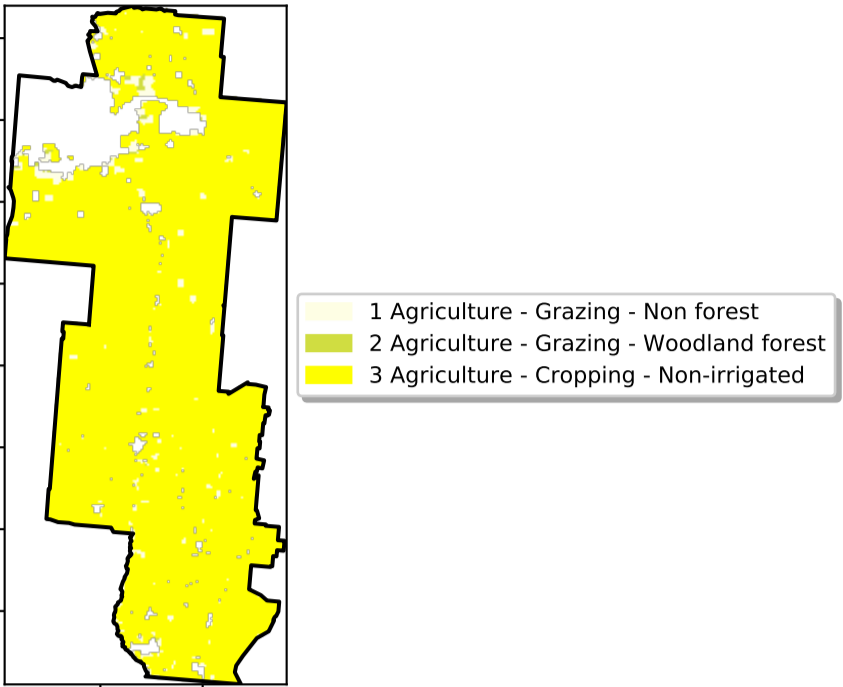 1 Agriculture - Grazing - Non forest
2 Agriculture - Grazing - Woodland forest
3 Agriculture - Cropping - Non-irrigated